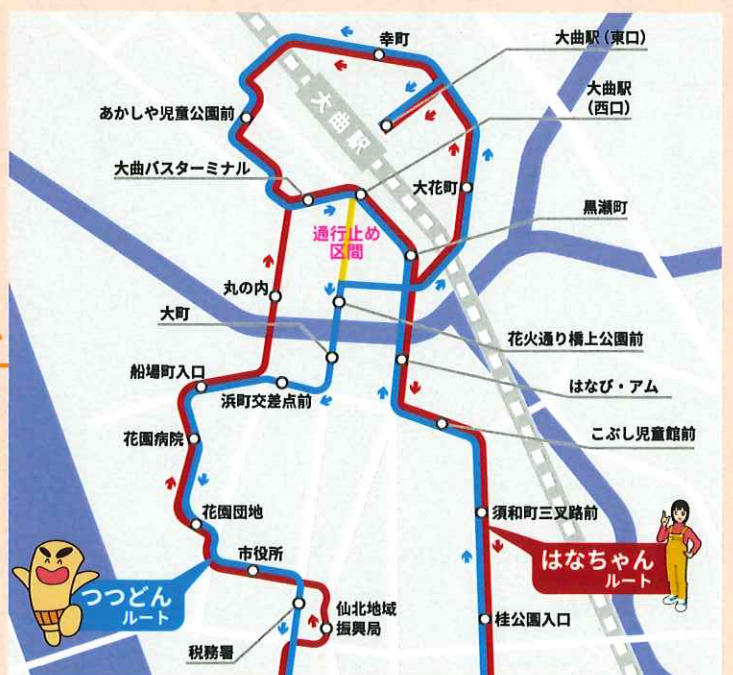 幸町
大曲駅(東口)
大曲駅
(西口)
大曲駅
あかしや児童公園前
大曲バスターミナル
大花町
黒瀬町
通行止め
区間
丸の内
大町
花火通り橋上公園前
船場町入口
浜町交差点前
はなび・アム
花園病院
こぶし児童館前
花園団地
須和町三叉路前
市役所
はなちゃん
ルート
つつどん
ルート
仙北地域
振興局
桂公園入口
税務署